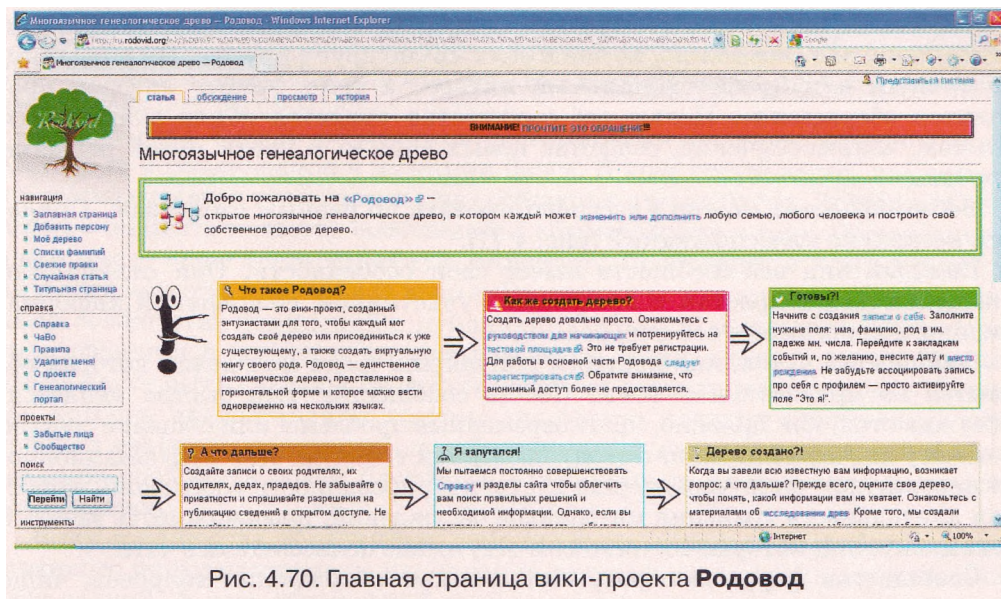 Многоязычное генеалогическое древо — Родовод - Windows Internet Explorer
rodovid.org
Google
Многоязычное генеалогическое древо — Родовод
Представиться системе
Rodovid
статья обсуждение просмотр история
ВНИМАНИЕ! ПРОЧТИТЕ ЭТО ОБРАЩЕНИЕ!!!
Многоязычное генеалогическое древо
Добро пожаловать на «Родовод» —
открытое многоязычное генеалогическое древо, в котором каждый может изменить или дополнить любую семью, любого человека и построить своё
собственное родовое дерево.
навигация
Заглавная страница
Добавить персону
Моё дерево
Списки фамилий
Свежие правки
Случайная статья
Титульная страница
справка
Справка
ЧаВо
Правила
Удалите меня!
О проекте
Генеалогический
портал
проекты
Забытые лица
Сообщество
поиск
Перейти Найти
инструменты
Что такое Родовод?
Родовод — это вики-проект, созданный
энтузиастами для того, чтобы каждый мог
создать своё дерево или присоединиться к уже
существующему, а также создать виртуальную
книгу своего рода. Родовод — единственное
некоммерческое дерево, представленное в
горизонтальной форме и которое можно вести
одновременно на нескольких языках.
Как же создать дерево?
Создать дерево довольно просто. Ознакомьтесь с
руководством для начинающих и потренируйтесь на
тестовой площадке. Это не требует регистрации.
Для работы в основной части Родовода следует
зарегистрироваться. Обратите внимание, что
анонимный доступ более не предоставляется.
Готовы?!
Начните с создания записи о себе. Заполните
нужные поля: имя, фамилию, род в им.
падеже мн. числа. Перейдите к закладкам
событий и, по желанию, внесите дату и место
рождения. Не забудьте ассоциировать запись
про себя с профилем — просто активируйте
поле "Это я!".
А что дальше?
Создайте записи о своих родителях, их
родителях, дедах, прадедов. Не забывайте о
приватности и спрашивайте разрешения на
публикацию сведений в открытом доступе. Не
Я запутался!
Мы пытаемся постоянно совершенствовать
Справку и разделы сайта чтобы облегчить
вам поиск правильных решений и
необходимой информации. Однако, если вы
Дерево создано?!
Когда вы завели всю известную вам информацию, возникает
вопрос: а что дальше? Прежде всего, оцените свое дерево,
чтобы понять, какой информации вам не хватает. Ознакомьтесь с
материалами об исследовании древ. Кроме того, мы создали
Інтернет
100%
Рис. 4.70. Главная страница вики-проекта Родовод